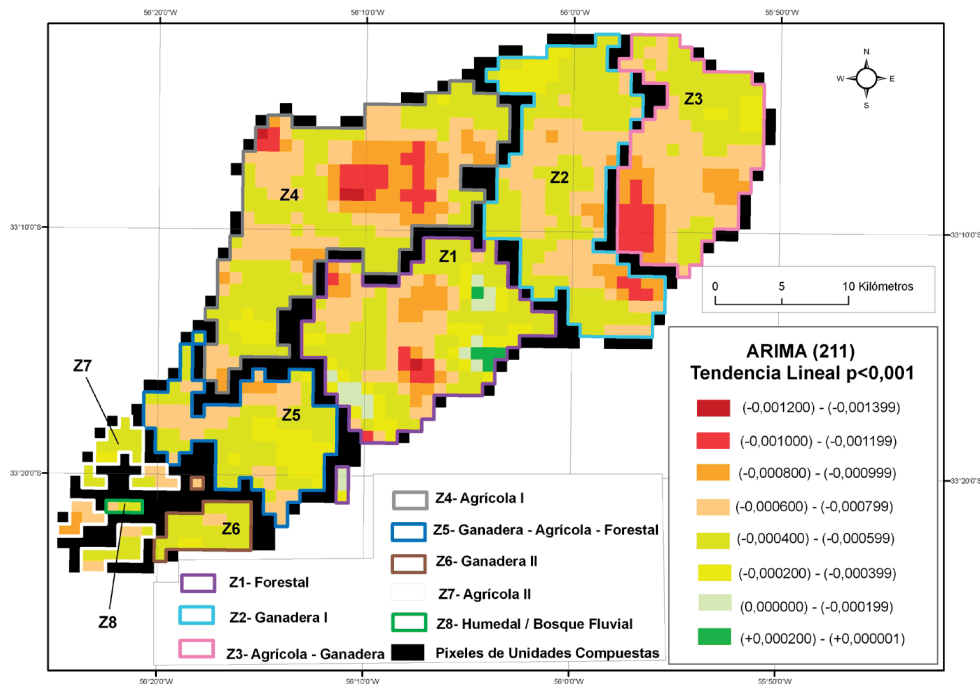 56°20'0"W
56°10'0"W
56°0'0"W
55°50'0"W
N
W
E
S
Z3
Z2
Z4
Z1
33°10'0"S
33°10'0"S
0
5
10 Kilómetros
ARIMA (211)
Tendencia Lineal p<0,001
(-0,001200) - (-0,001399)
(-0,001000) - (-0,001199)
(-0,000800) - (-0,000999)
(-0,000600) - (-0,000799)
(-0,000400) - (-0,000599)
(-0,000200) - (-0,000399)
(0,000000) - (-0,000199)
(+0,000200) - (+0,000001)
Z7
Z5
33°20'0"S
33°20'0"S
Z6
Z8
Z1- Forestal
Z2- Ganadera I
Z3- Agrícola - Ganadera
Z4- Agrícola I
Z5- Ganadera - Agrícola - Forestal
Z6- Ganadera II
Z7- Agrícola II
Z8- Humedal / Bosque Fluvial
Pixeles de Unidades Compuestas
56°20'0"W
56°10'0"W
56°0'0"W
55°50'0"W